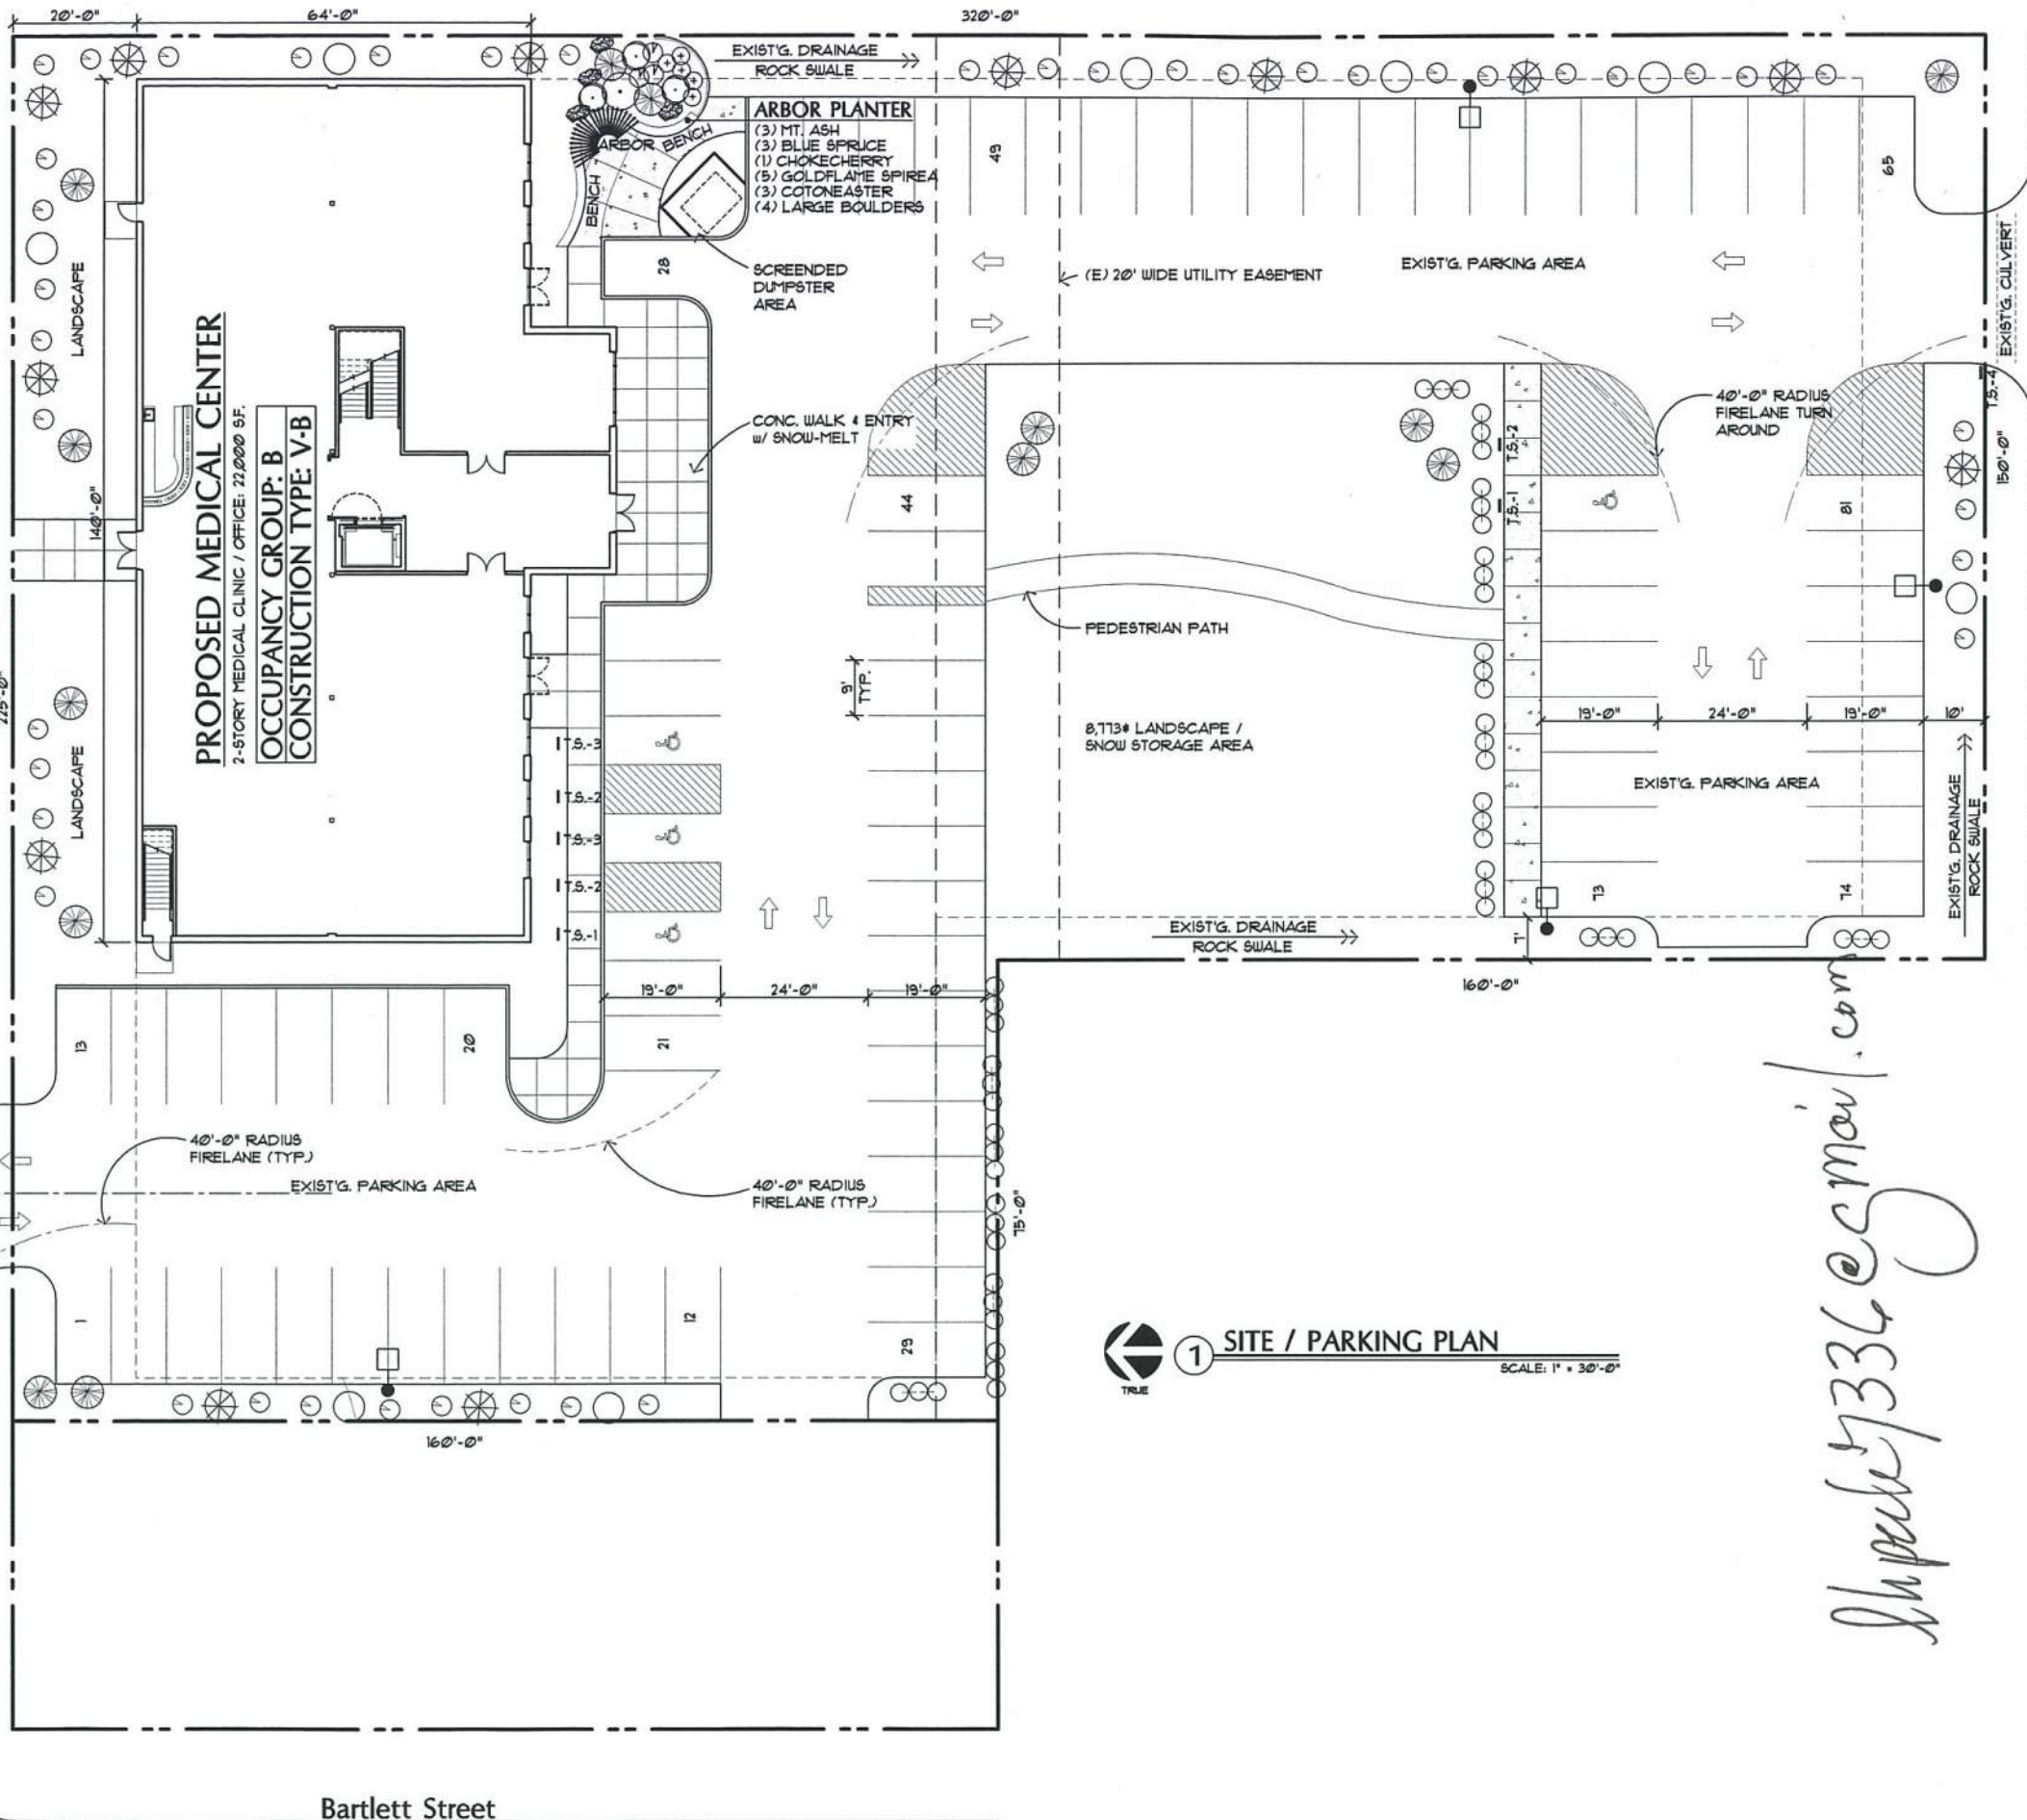 20'-0"
64'-0"
320'-0"
EXIST'G. DRAINAGE
ROCK SWALE
ARBOR PLANTER
(3) MT. ASH
(3) BLUE SPRUCE
(1) CHOKECHERRY
(5) GOLDFLAME SPIREA
(3) COTONEASTER
(4) LARGE BOULDERS
ARBOR
BENCH
BENCH
49
65
28
SCREENDED
DUMPSTER
AREA
(E) 20' WIDE UTILITY EASEMENT
EXIST'G. PARKING AREA
EXIST'G. CULVERT
LANDSCAPE
PROPOSED MEDICAL CENTER
2-STORY MEDICAL CLINIC / OFFICE: 22,000 S.F.
OCCUPANCY GROUP: B
CONSTRUCTION TYPE: V-B
140'-0"
225'-0"
CONC. WALK & ENTRY
w/ SNOW-MELT
44
40'-0" RADIUS
FIRELANE TURN
AROUND
T.S.-2
T.S.-1
T.S.-4
150'-0"
81
PEDESTRIAN PATH
9'
TYP.
8,773# LANDSCAPE /
SNOW STORAGE AREA
19'-0"
24'-0"
19'-0"
10'
EXIST'G. PARKING AREA
LANDSCAPE
T.S.-3
T.S.-2
T.S.-3
T.S.-2
T.S.-1
73
74
EXIST'G. DRAINAGE
ROCK SWALE
EXIST'G. DRAINAGE
ROCK SWALE
7'
160'-0"
19'-0"
24'-0"
19'-0"
13
20
21
40'-0" RADIUS
FIRELANE (TYP.)
EXIST'G. PARKING AREA
40'-0" RADIUS
FIRELANE (TYP.)
75'-0"
1
12
29
160'-0"
TRUE
1
SITE / PARKING PLAN
SCALE: 1" = 30'-0"
Bartlett Street